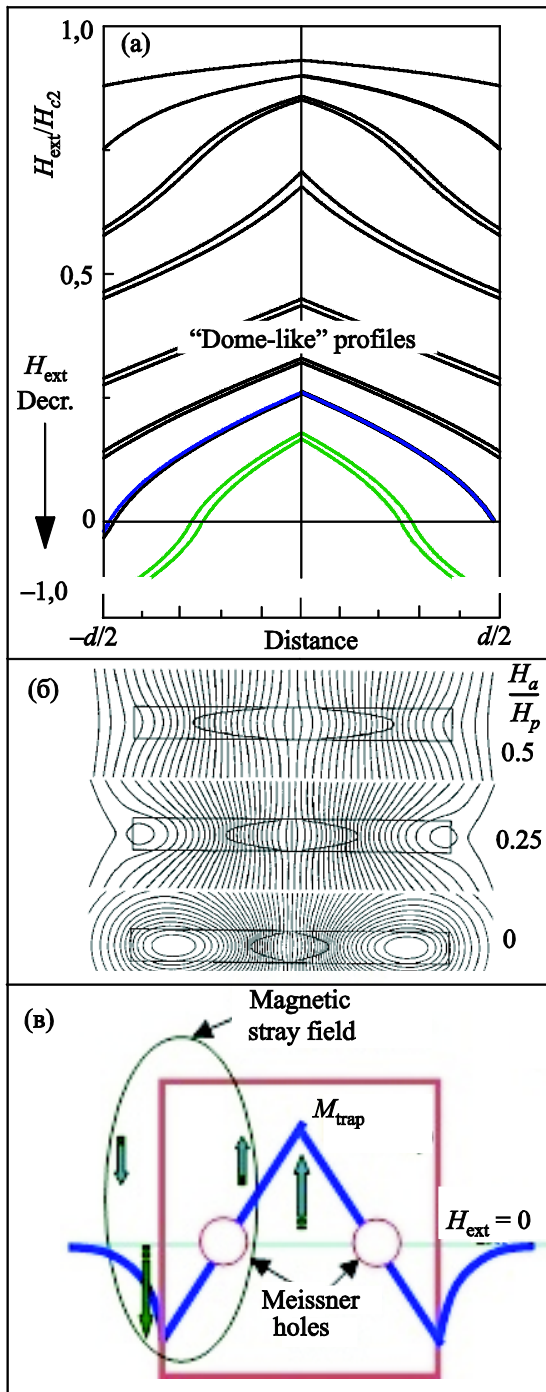 (а)
1,0
H_ext/H_c2
0,5
“Dome-like” profiles
H_ext
Decr.
0
–1,0
–d/2
Distance
d/2
(б)
H_a
H_p
0.5
0.25
0
(в)
Magnetic
stray field
M_trap
H_ext = 0
Meissner
holes